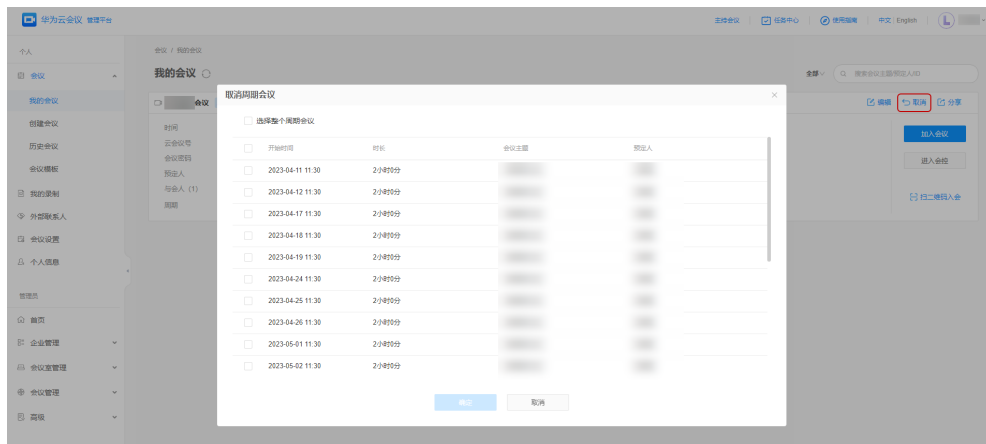 华为云会议 管理平台
主持会议 任务中心 使用指南 中文 English L
个人
会议
我的会议
创建会议
历史会议
会议模板
我的录制
外部联系人
会议设置
个人信息
管理员
首页
企业管理
会议室管理
会议管理
高级
会议 / 我的会议
我的会议
全部 搜索会议主题/预定人/ID
会议
编辑 取消 分享
时间
云会议号
会议密码
预定人
与会人 (1)
周期
加入会议
进入会控
扫二维码入会
取消周期会议
选择整个周期会议
开始时间 时长 会议主题 预定人
2023-04-11 11:30 2小时0分
2023-04-12 11:30 2小时0分
2023-04-17 11:30 2小时0分
2023-04-18 11:30 2小时0分
2023-04-19 11:30 2小时0分
2023-04-24 11:30 2小时0分
2023-04-25 11:30 2小时0分
2023-04-26 11:30 2小时0分
2023-05-01 11:30 2小时0分
2023-05-02 11:30 2小时0分
确定 取消